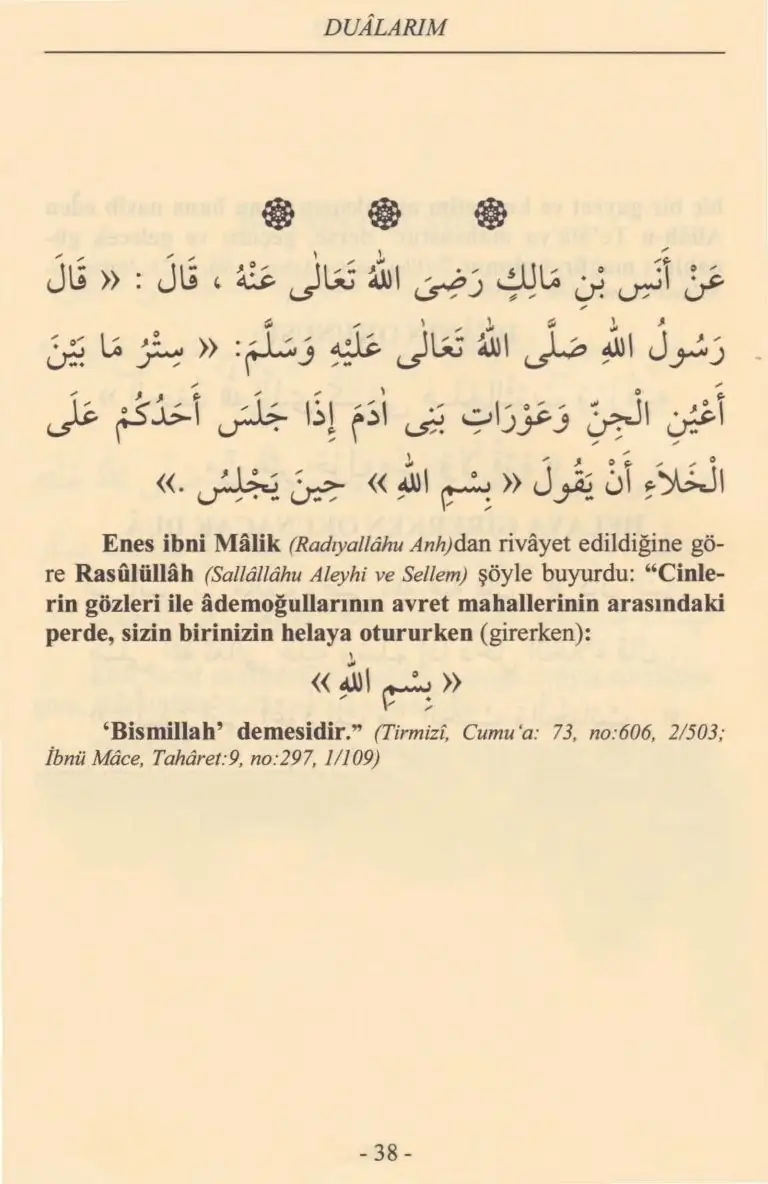 DUÂLARIM
عَنْ أَنَسِ بْنِ مَالِكٍ رَضِىَ اللهُ تَعَالٰى عَنْهُ ، قَالَ : « قَالَ
رَسُولُ اللهِ صَلَّى اللهُ تَعَالٰى عَلَيْهِ وَسَلَّمَ: « سِتْرُ مَا بَيْنَ
أَعْيُنِ الْجِنِّ وَعَوْرَاتِ بَنِى اٰدَمَ إِذَا جَلَسَ أَحَدُكُمْ عَلَى
الْخَلاَءِ أَنْ يَقُولَ « بِسْمِ اللهِ » حِينَ يَجْلِسُ .»
Enes ibni Mâlik (Radıyallâhu Anh)dan rivâyet edildiğine gö-
re Rasûlüllâh (Sallâllâhu Aleyhi ve Sellem) şöyle buyurdu: “Cinle-
rin gözleri ile âdemoğullarının avret mahallerinin arasındaki
perde, sizin birinizin helaya otururken (girerken):
« بِسْمِ اللهِ »
‘Bismillah’ demesidir.” (Tirmizî, Cumu‘a: 73, no:606, 2/503;
İbnü Mâce, Tahâret:9, no:297, 1/109)
- 38 -